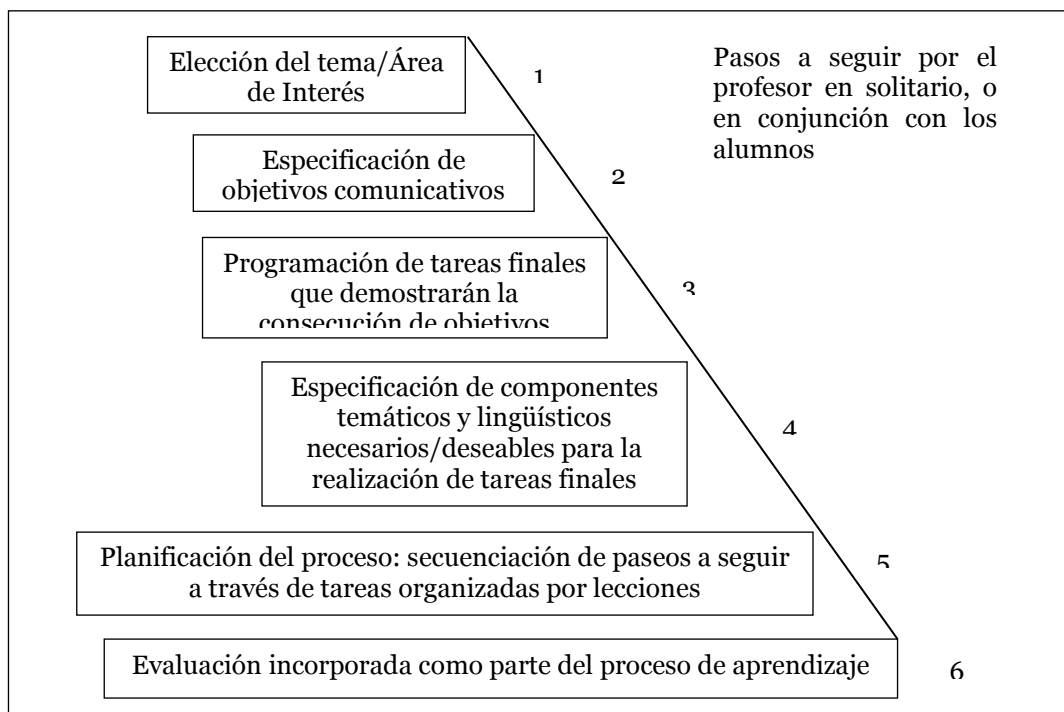 Elección del tema/Área
de Interés
1
Pasos a seguir por el
profesor en solitario, o
en conjunción con los
alumnos
Especificación de
objetivos comunicativos
2
Programación de tareas finales
que demostrarán la
consecución de objetivos
3
Especificación de componentes
temáticos y lingüísticos
necesarios/deseables para la
realización de tareas finales
4
Planificación del proceso: secuenciación de paseos a seguir
a través de tareas organizadas por lecciones
5
Evaluación incorporada como parte del proceso de aprendizaje
6